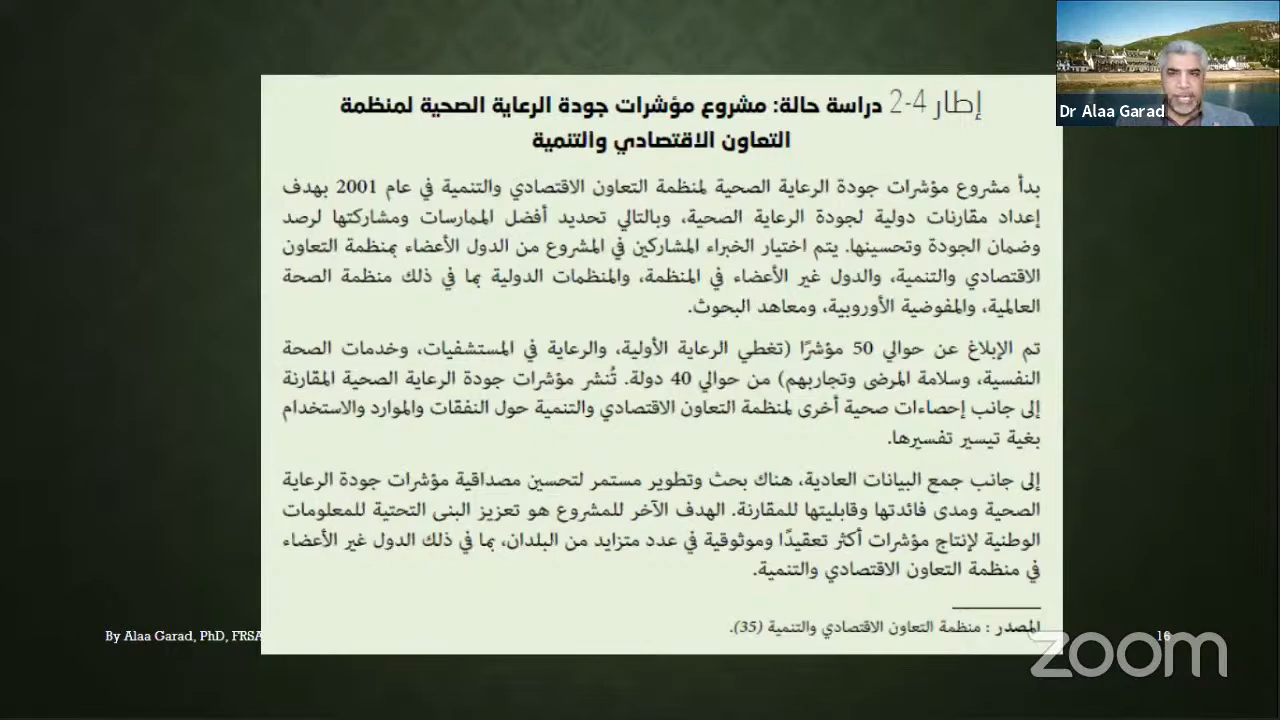 إطار 4-2 دراسة حالة: مشروع مؤشرات جودة الرعاية الصحية لمنظمة
التعاون الاقتصادي والتنمية
بدأ مشروع مؤشرات جودة الرعاية الصحية لمنظمة التعاون الاقتصادي والتنمية في عام 2001 بهدف
إعداد مقارنات دولية لجودة الرعاية الصحية، وبالتالي تحديد أفضل الممارسات ومشاركتها لرصد
وضمان الجودة وتحسينها. يتم اختيار الخبراء المشاركين في المشروع من الدول الأعضاء بمنظمة التعاون
الاقتصادي والتنمية، والدول غير الأعضاء في المنظمة، والمنظمات الدولية بما في ذلك منظمة الصحة
العالمية، والمفوضية الأوروبية، ومعاهد البحوث.
تم الإبلاغ عن حوالي 50 مؤشرًا (تغطي الرعاية الأولية، والرعاية في المستشفيات، وخدمات الصحة
النفسية، وسلامة المرضى وتجاربهم) من حوالي 40 دولة. تُنشر مؤشرات جودة الرعاية الصحية المقارنة
إلى جانب إحصاءات صحية أخرى لمنظمة التعاون الاقتصادي والتنمية حول النفقات والموارد والاستخدام
بغية تيسير تفسيرها.
إلى جانب جمع البيانات العادية، هناك بحث وتطوير مستمر لتحسين مصداقية مؤشرات جودة الرعاية
الصحية ومدى فائدتها وقابليتها للمقارنة. الهدف الآخر للمشروع هو تعزيز البنى التحتية للمعلومات
الوطنية لإنتاج مؤشرات أكثر تعقيدًا وموثوقية في عدد متزايد من البلدان، بما في ذلك الدول غير الأعضاء
في منظمة التعاون الاقتصادي والتنمية.
المصدر : منظمة التعاون الاقتصادي والتنمية (35).
By Alaa Garad, PhD, FRSA
16
Dr Alaa Garad
zoom